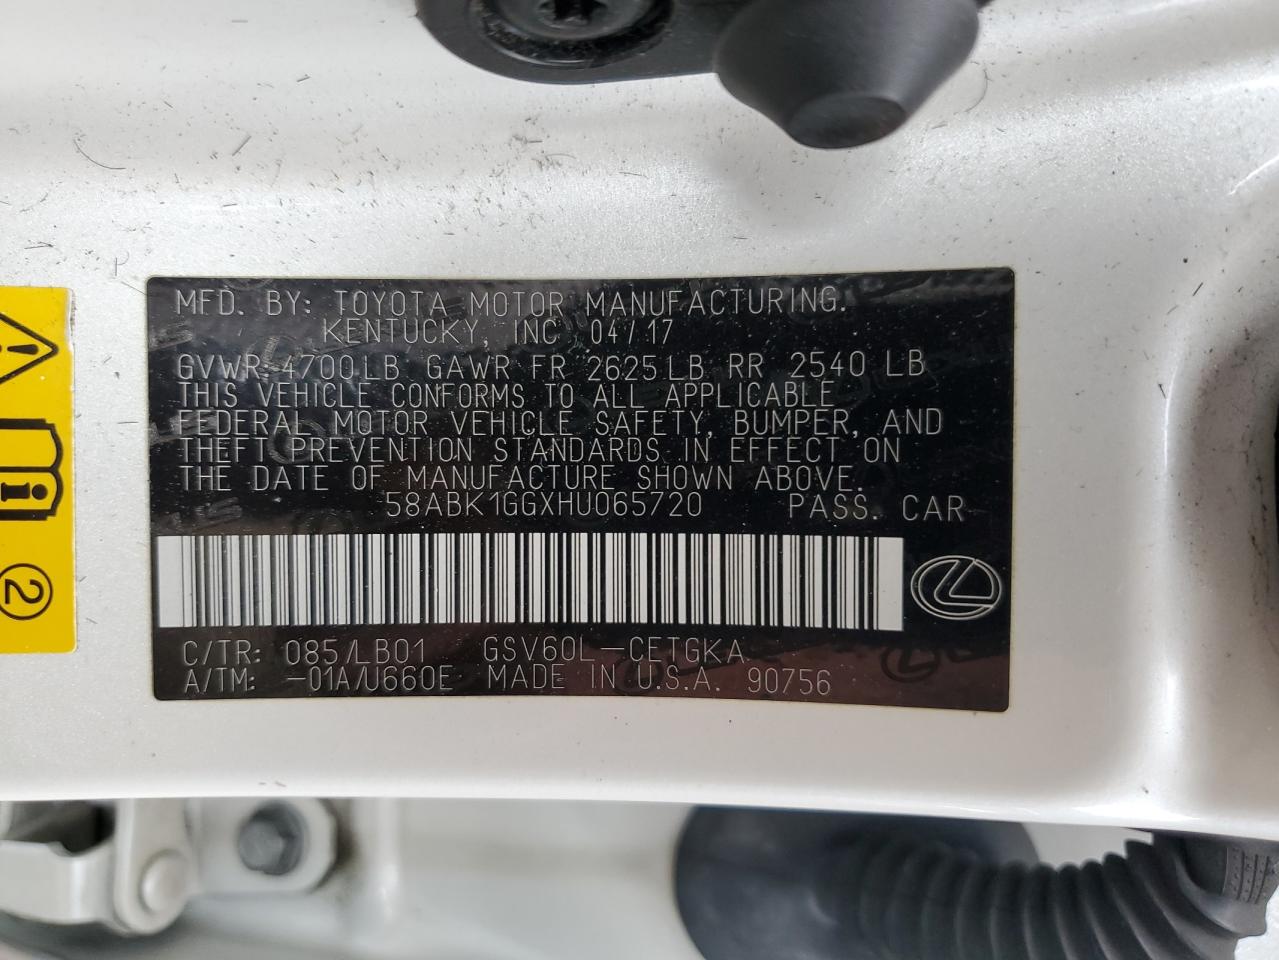 MFD. BY: TOYOTA MOTOR MANUFACTURING.
KENTUCKY, INC 04/17
GVWR 4700LB GAWR FR 2625LB RR 2540 LB
THIS VEHICLE CONFORMS TO ALL APPLICABLE
FEDERAL MOTOR VEHICLE SAFETY, BUMPER, AND
THEFT PREVENTION STANDARDS IN EFFECT ON
THE DATE OF MANUFACTURE SHOWN ABOVE.
58ABK1GGXHU065720 PASS. CAR
C/TR: 085/LB01 GSV60L-CETGKA
A/TM: -01A/U660E MADE IN U.S.A. 90756
2